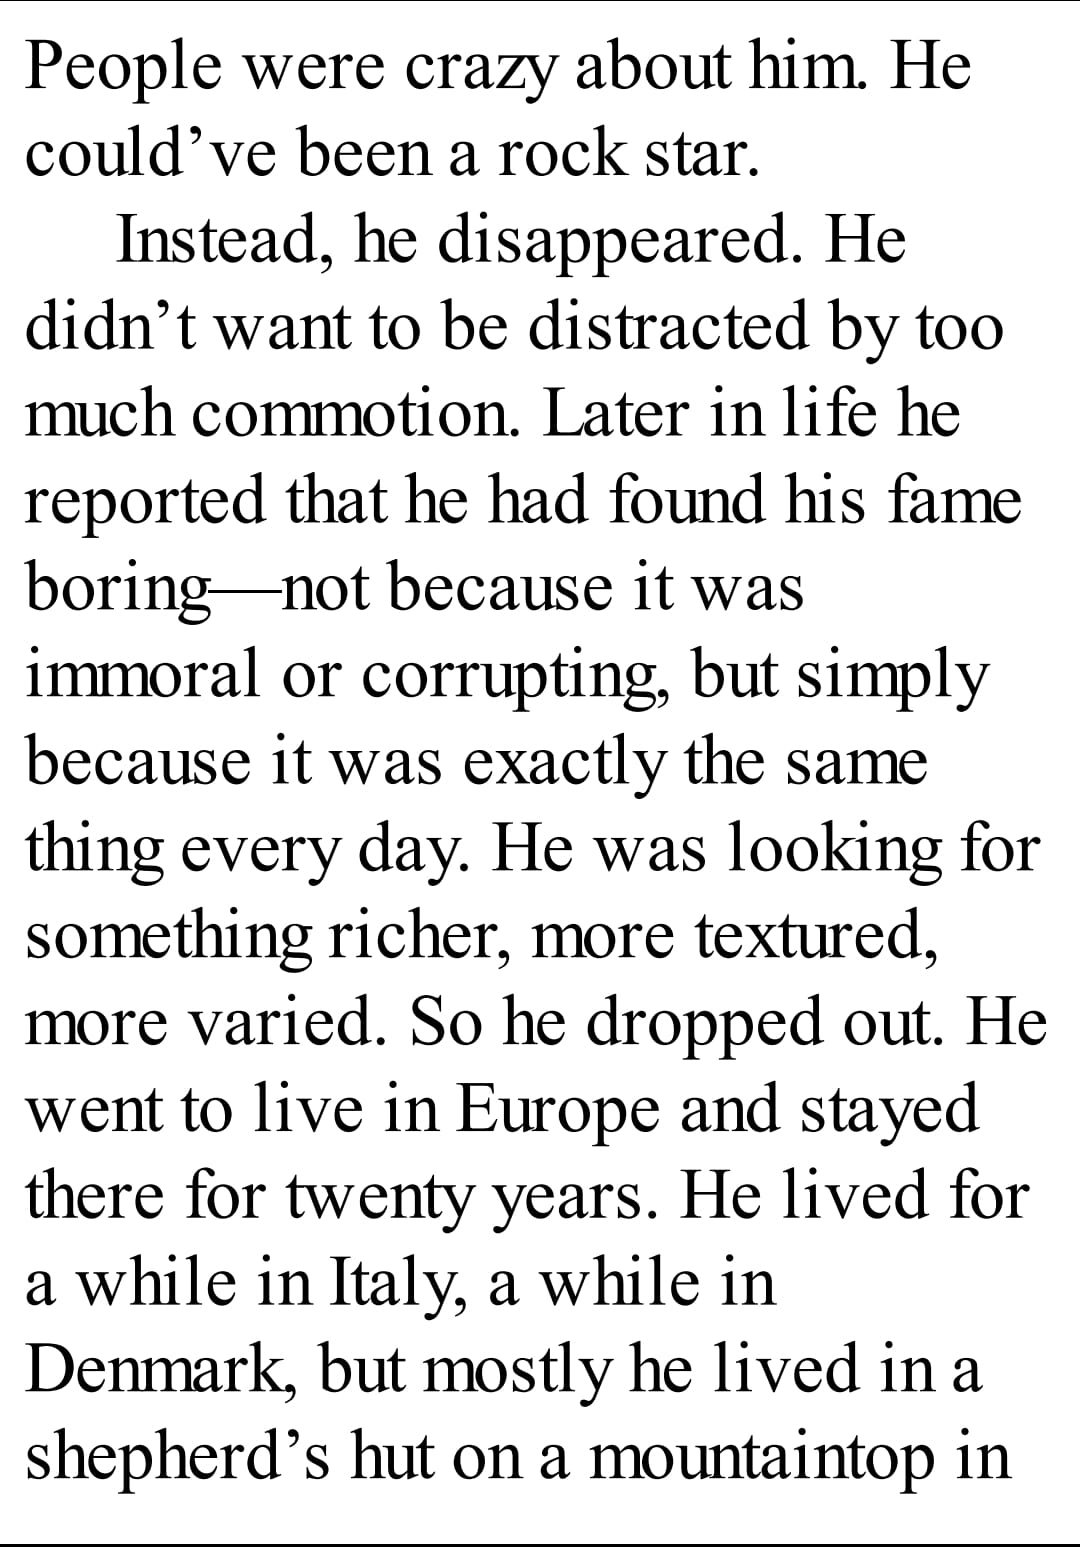 People were crazy about him. He
could’ve been a rock star.
Instead, he disappeared. He
didn’t want to be distracted by too
much commotion. Later in life he
reported that he had found his fame
boring—not because it was
immoral or corrupting, but simply
because it was exactly the same
thing every day. He was looking for
something richer, more textured,
more varied. So he dropped out. He
went to live in Europe and stayed
there for twenty years. He lived for
a while in Italy, a while in
Denmark, but mostly he lived in a
shepherd’s hut on a mountaintop in